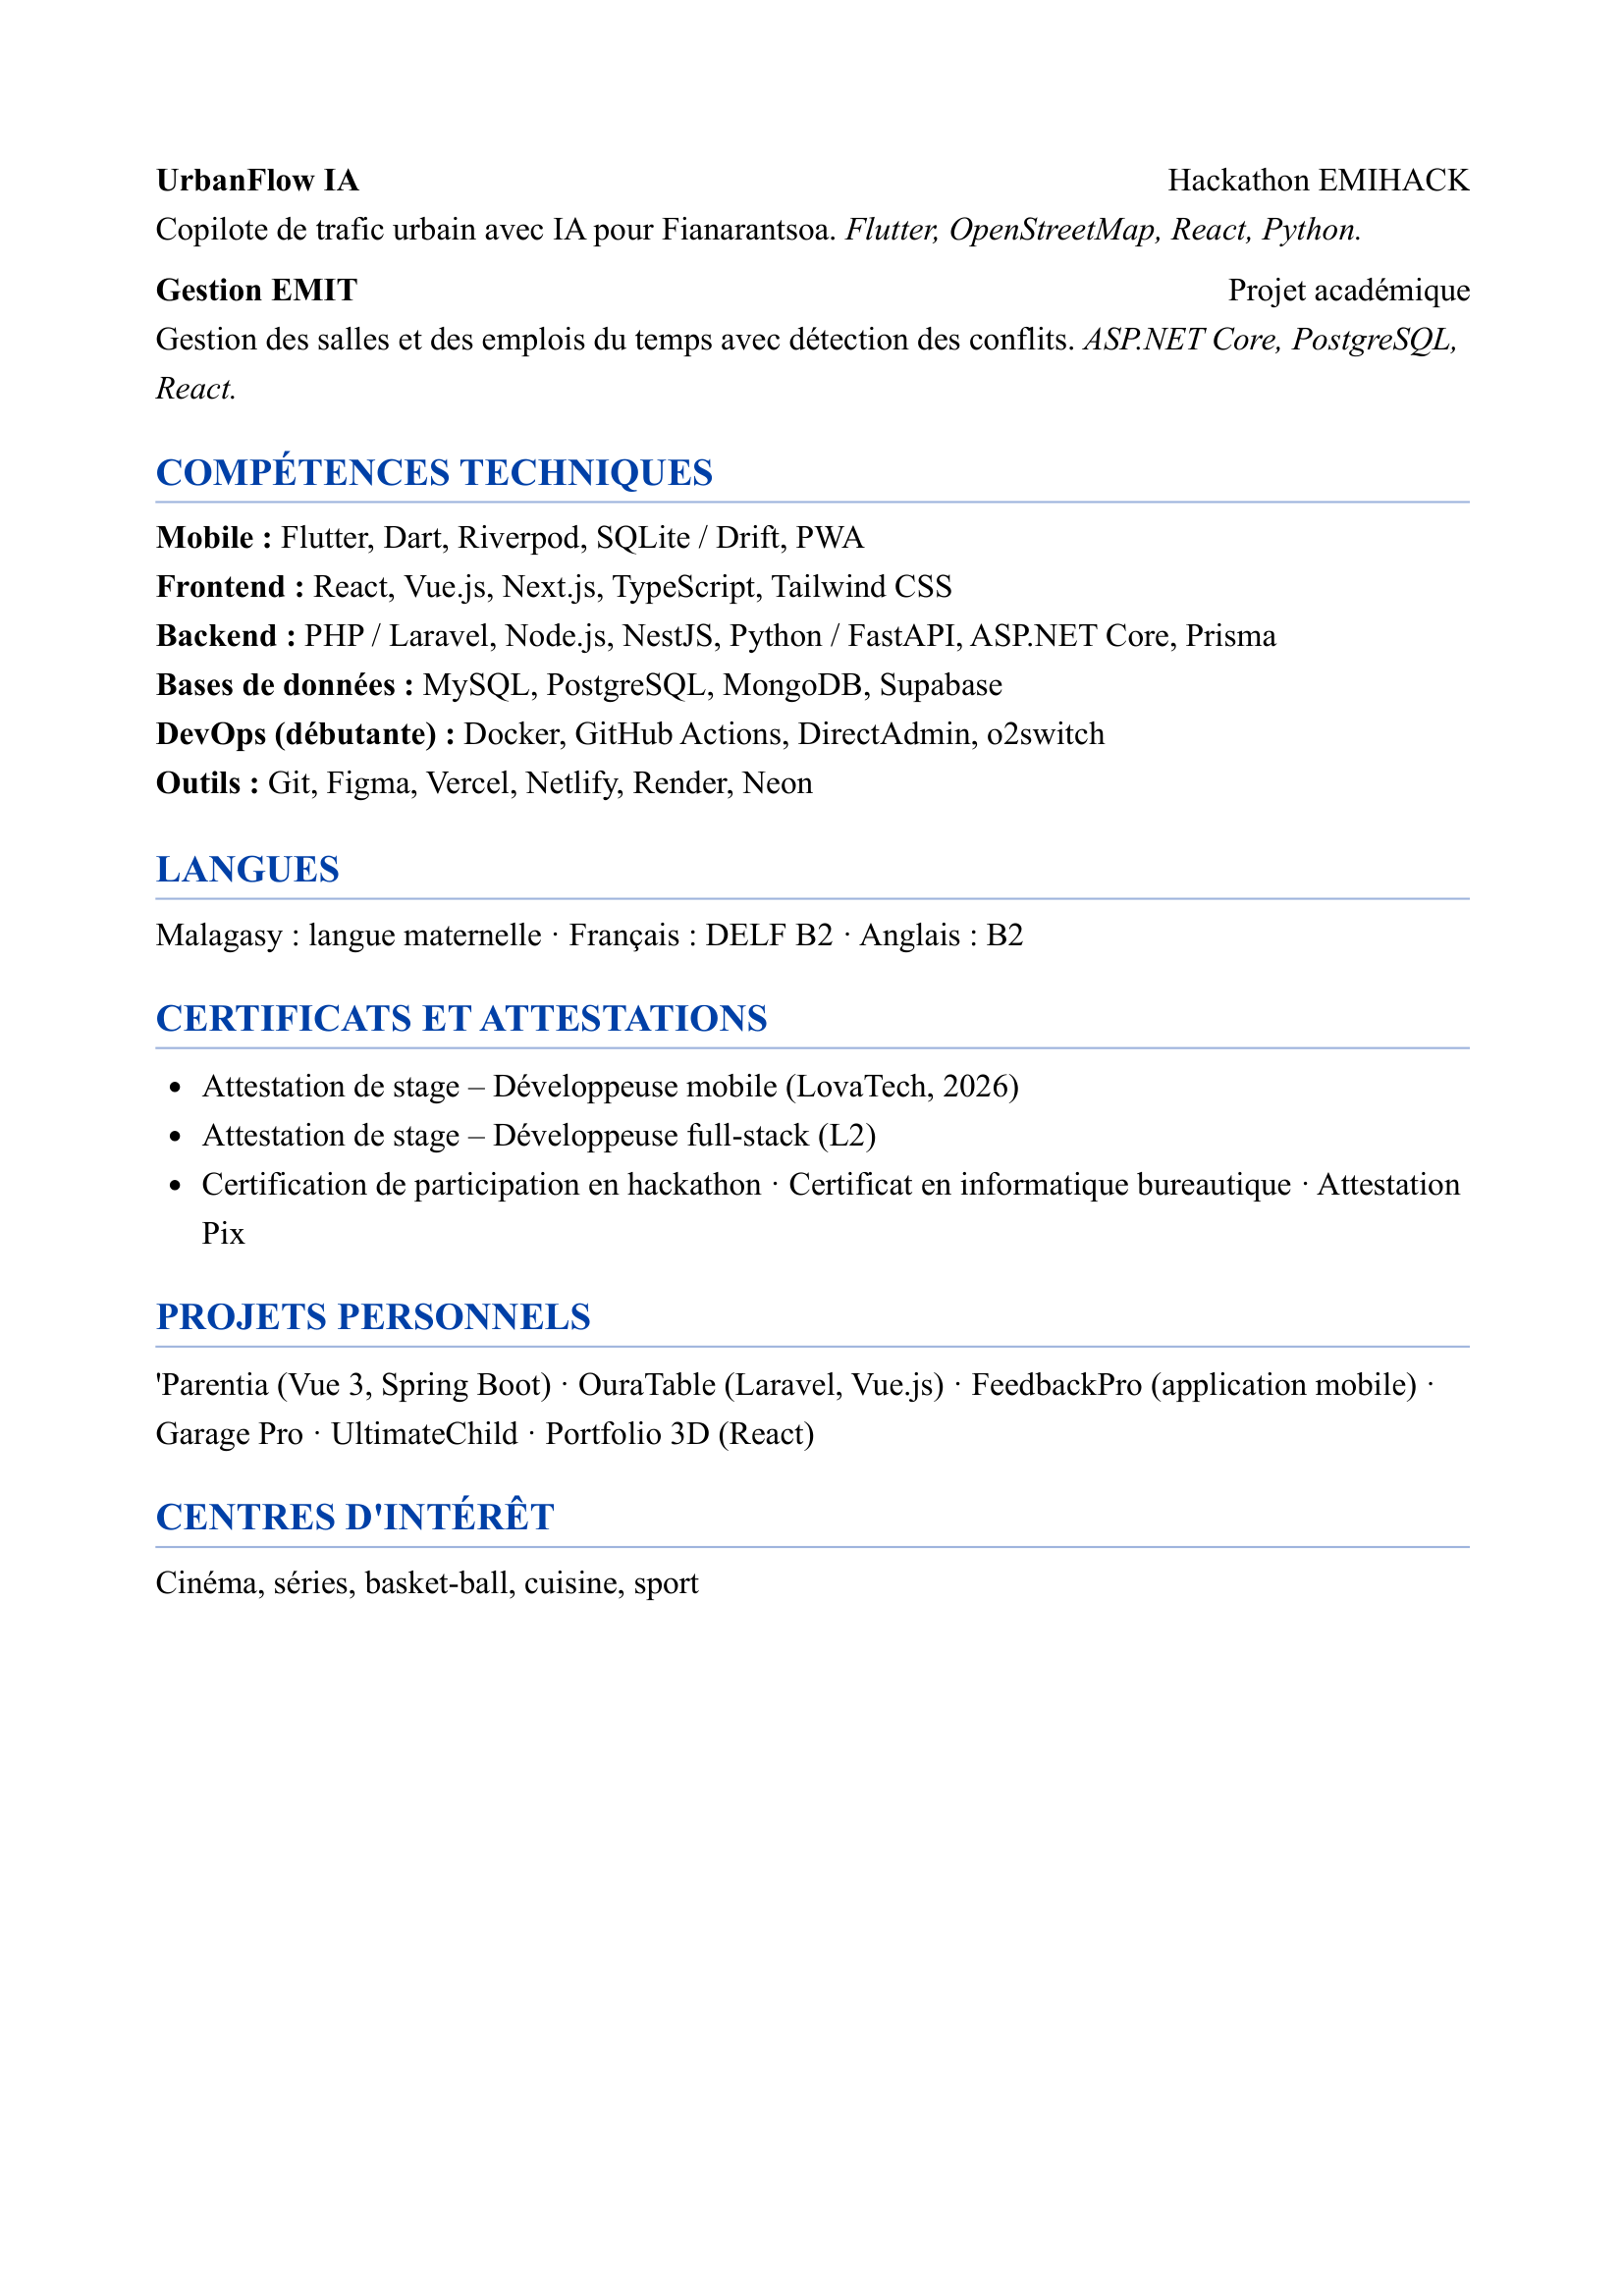 UrbanFlow IA Hackathon EMIHACK
Copilote de trafic urbain avec IA pour Fianarantsoa. Flutter, OpenStreetMap, React, Python.
Gestion EMIT Projet académique
Gestion des salles et des emplois du temps avec détection des conflits. ASP.NET Core, PostgreSQL,
React.
COMPÉTENCES TECHNIQUES
Mobile : Flutter, Dart, Riverpod, SQLite / Drift, PWA
Frontend : React, Vue.js, Next.js, TypeScript, Tailwind CSS
Backend : PHP / Laravel, Node.js, NestJS, Python / FastAPI, ASP.NET Core, Prisma
Bases de données : MySQL, PostgreSQL, MongoDB, Supabase
DevOps (débutante) : Docker, GitHub Actions, DirectAdmin, o2switch
Outils : Git, Figma, Vercel, Netlify, Render, Neon
LANGUES
Malagasy : langue maternelle · Français : DELF B2 · Anglais : B2
CERTIFICATS ET ATTESTATIONS
• Attestation de stage – Développeuse mobile (LovaTech, 2026)
• Attestation de stage – Développeuse full-stack (L2)
• Certification de participation en hackathon · Certificat en informatique bureautique · Attestation
Pix
PROJETS PERSONNELS
'Parentia (Vue 3, Spring Boot) · OuraTable (Laravel, Vue.js) · FeedbackPro (application mobile) ·
Garage Pro · UltimateChild · Portfolio 3D (React)
CENTRES D'INTÉRÊT
Cinéma, séries, basket-ball, cuisine, sport